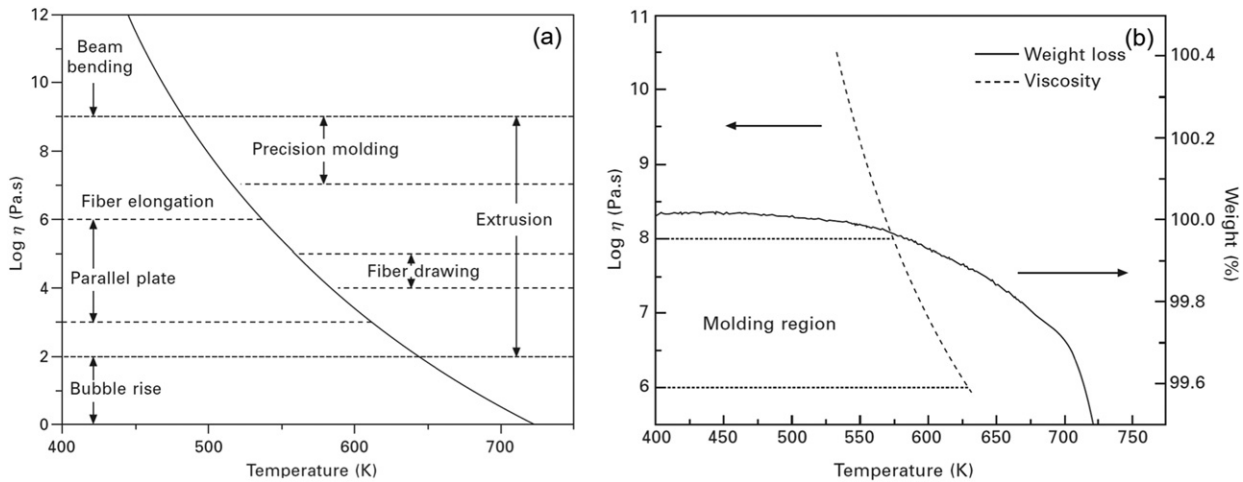 (a)
12
10
8
6
4
2
0
Log η (Pa.s)
Beam
bending
Precision molding
Fiber elongation
Extrusion
Fiber drawing
Parallel plate
Bubble rise
400
500
600
700
Temperature (K)
(b)
11
10
9
8
7
6
Log η (Pa.s)
Weight loss
Viscosity
Molding region
100.4
100.2
100.0
99.8
99.6
Weight (%)
400
450
500
550
575
600
650
700
750
Temperature (K)